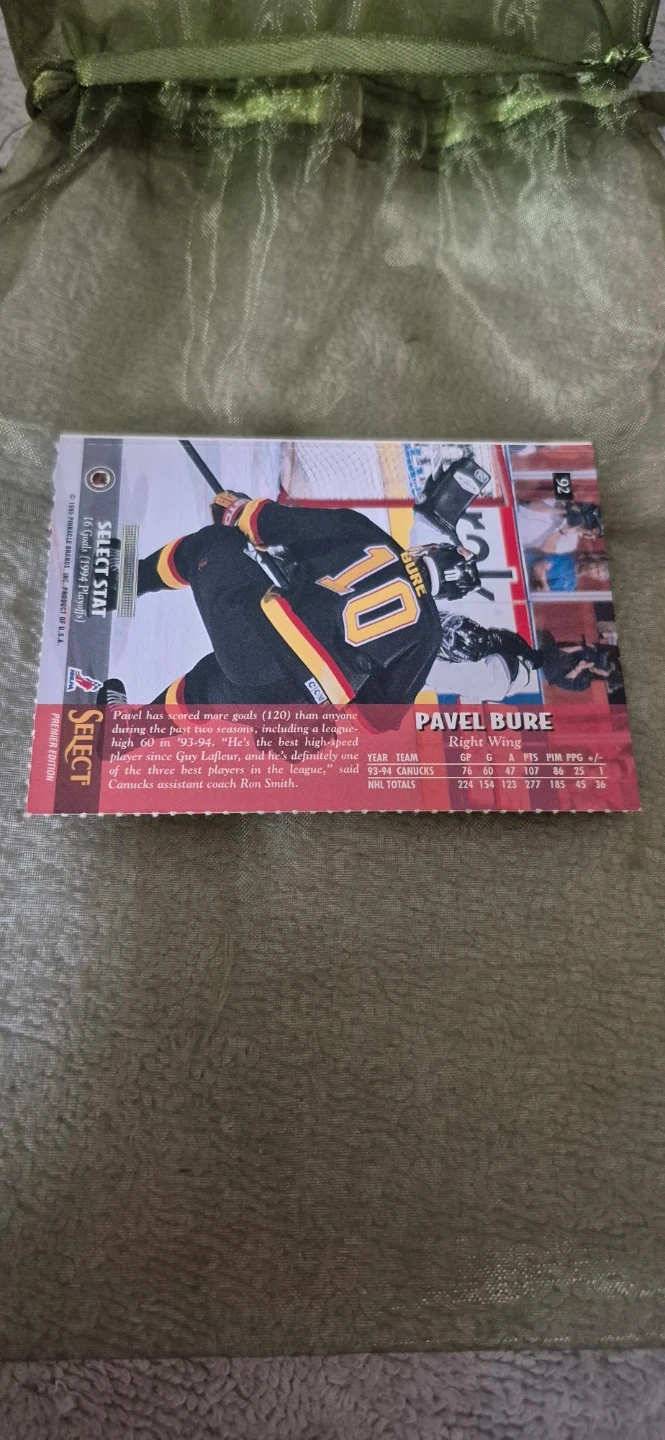 92
BURE
10
CCM
SELECT STAT
16 Goals (1994 Playoffs)
© 1995 PINNACLE BRANDS, INC. PRODUCT OF U.S.A.
SELECT
PREMIER EDITION
Pavel has scored more goals (120) than anyone
during the past two seasons, including a league-
high 60 in '93-94. "He's the best high-speed
player since Guy Lafleur, and he's definitely one
of the three best players in the league," said
Canucks assistant coach Ron Smith.
PAVEL BURE
Right Wing
YEAR TEAM GP G A PTS PIM PPG +/-
93-94 CANUCKS 76 60 47 107 86 25 1
NHL TOTALS 224 154 123 277 185 45 36